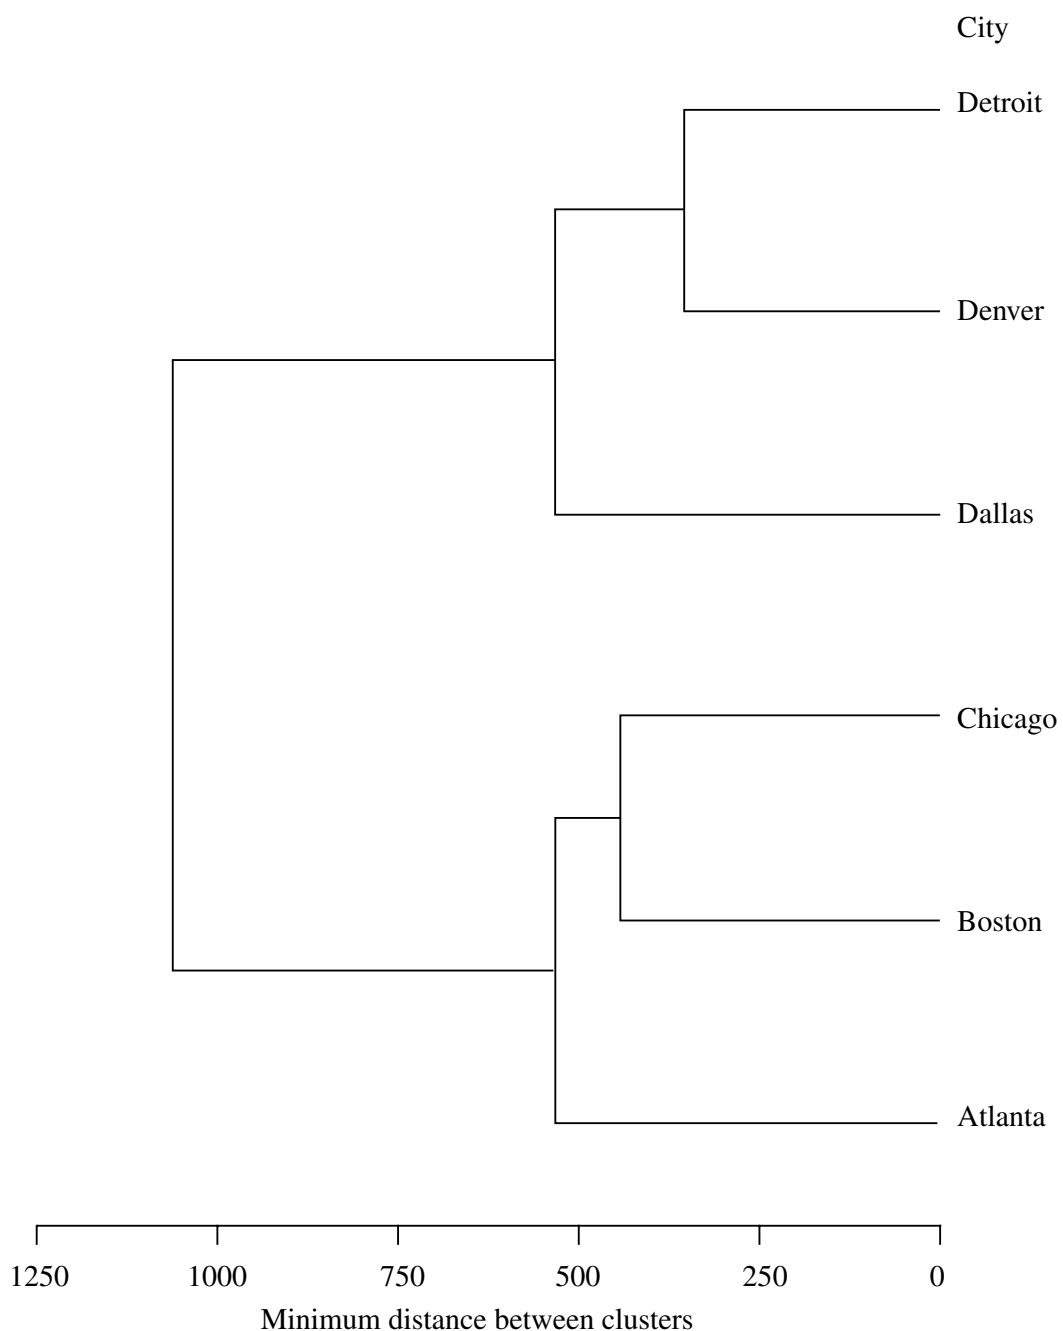 City
Detroit
Denver
Dallas
Chicago
Boston
Atlanta
1250 1000 750 500 250 0
Minimum distance between clusters